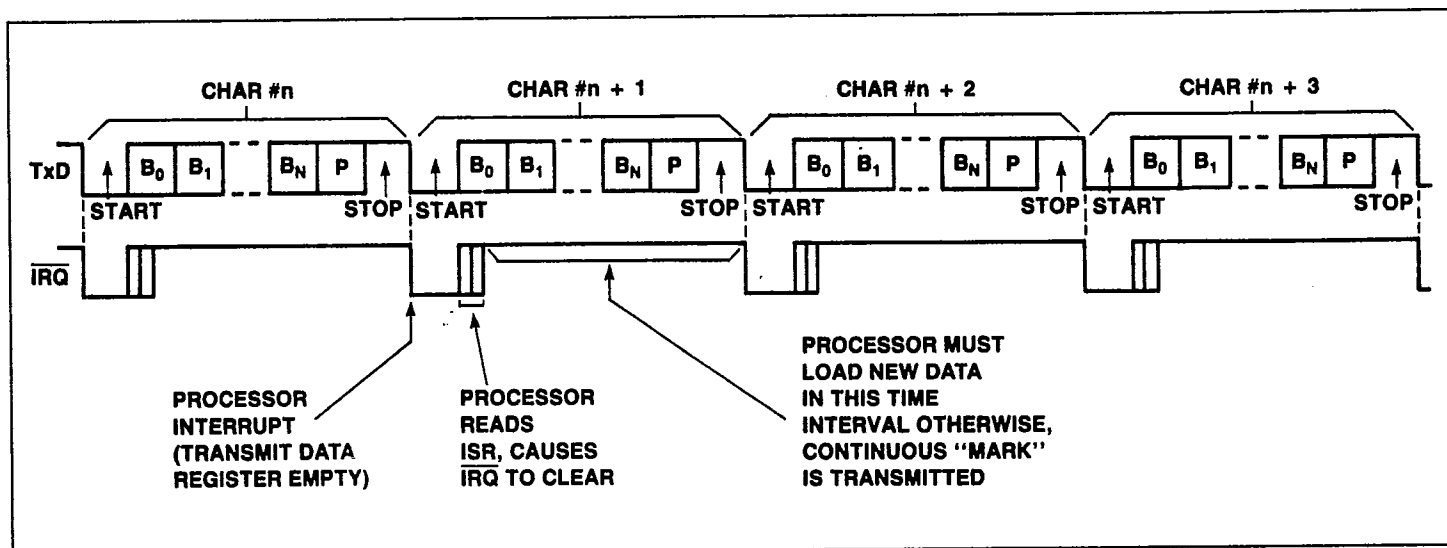 CHAR #n CHAR #n + 1 CHAR #n + 2 CHAR #n + 3
TxD B0 B1 BN P B0 B1 BN P B0 B1 BN P B0 B1 BN P
START STOP START STOP START STOP START STOP
IRQ
PROCESSOR
INTERRUPT
(TRANSMIT DATA
REGISTER EMPTY)
PROCESSOR
READS
ISR, CAUSES
IRQ TO CLEAR
PROCESSOR MUST
LOAD NEW DATA
IN THIS TIME
INTERVAL OTHERWISE,
CONTINUOUS "MARK"
IS TRANSMITTED